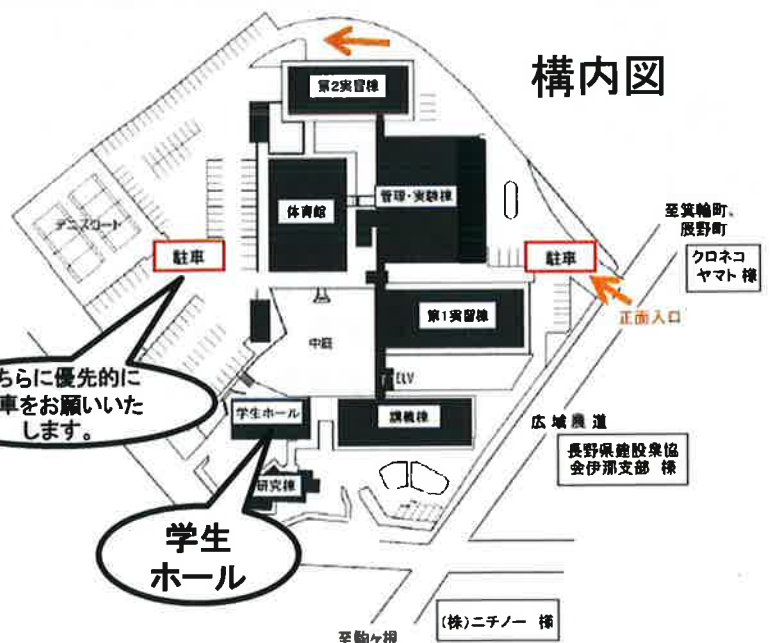 構内図
第2実習棟
体育館
管理・実験棟
テニスコート
駐車
駐車
至箕輪町、
辰野町
クロネコ
ヤマト 様
正面入口
第1実習棟
中庭
ELV
ちらに優先的に
車をお願いいた
します。
学生ホール
講義棟
広域農道
長野県建設業協
会伊那支部 様
研究棟
学生
ホール
(株)ニチノー 様
至駒ヶ根